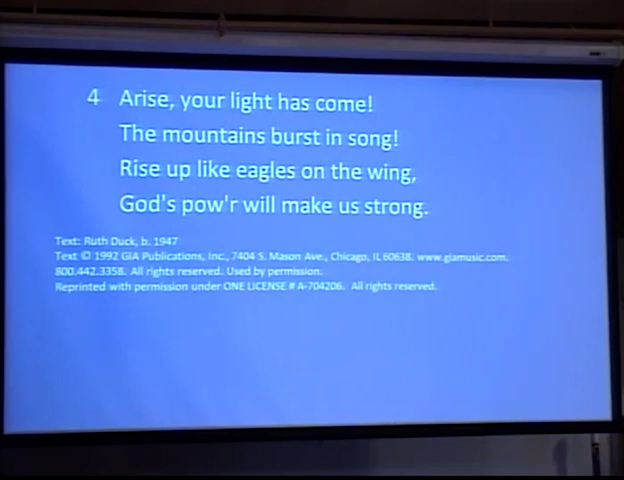 4 Arise, your light has come!
The mountains burst in song!
Rise up like eagles on the wing,
God's pow'r will make us strong.
Text: Ruth Duck, b. 1947
Text © 1992 GIA Publications, Inc., 7404 S. Mason Ave., Chicago, IL 60638. www.giamusic.com.
800.442.3358. All rights reserved. Used by permission.
Reprinted with permission under ONE LICENSE # A-704206. All rights reserved.